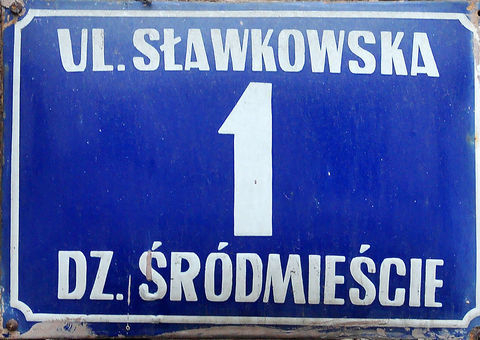 UL. SŁAWKOWSKA
1
DZ. ŚRÓDMIEŚCIE